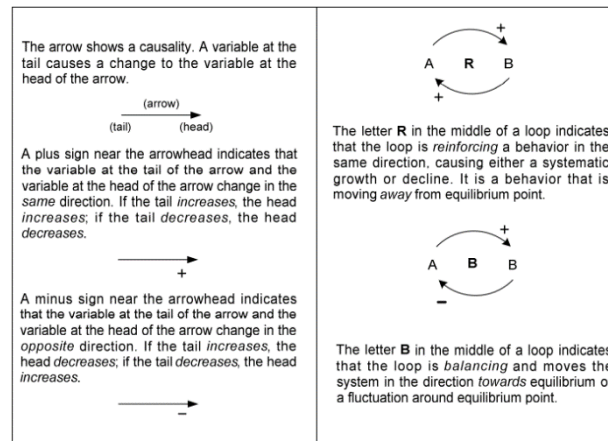 The arrow shows a causality. A variable at the
tail causes a change to the variable at the
head of the arrow.
(arrow)
(tail) (head)
A plus sign near the arrowhead indicates that
the variable at the tail of the arrow and the
variable at the head of the arrow change in the
same direction. If the tail increases, the head
increases; if the tail decreases, the head
decreases.
+
A minus sign near the arrowhead indicates
that the variable at the tail of the arrow and the
variable at the head of the arrow change in the
opposite direction. If the tail increases, the
head decreases; if the tail decreases, the head
increases.
−
+
A R B
+
The letter R in the middle of a loop indicates
that the loop is reinforcing a behavior in the
same direction, causing either a systematic
growth or decline. It is a behavior that is
moving away from equilibrium point.
+
A B B
−
The letter B in the middle of a loop indicates
that the loop is balancing and moves the
system in the direction towards equilibrium o
a fluctuation around equilibrium point.